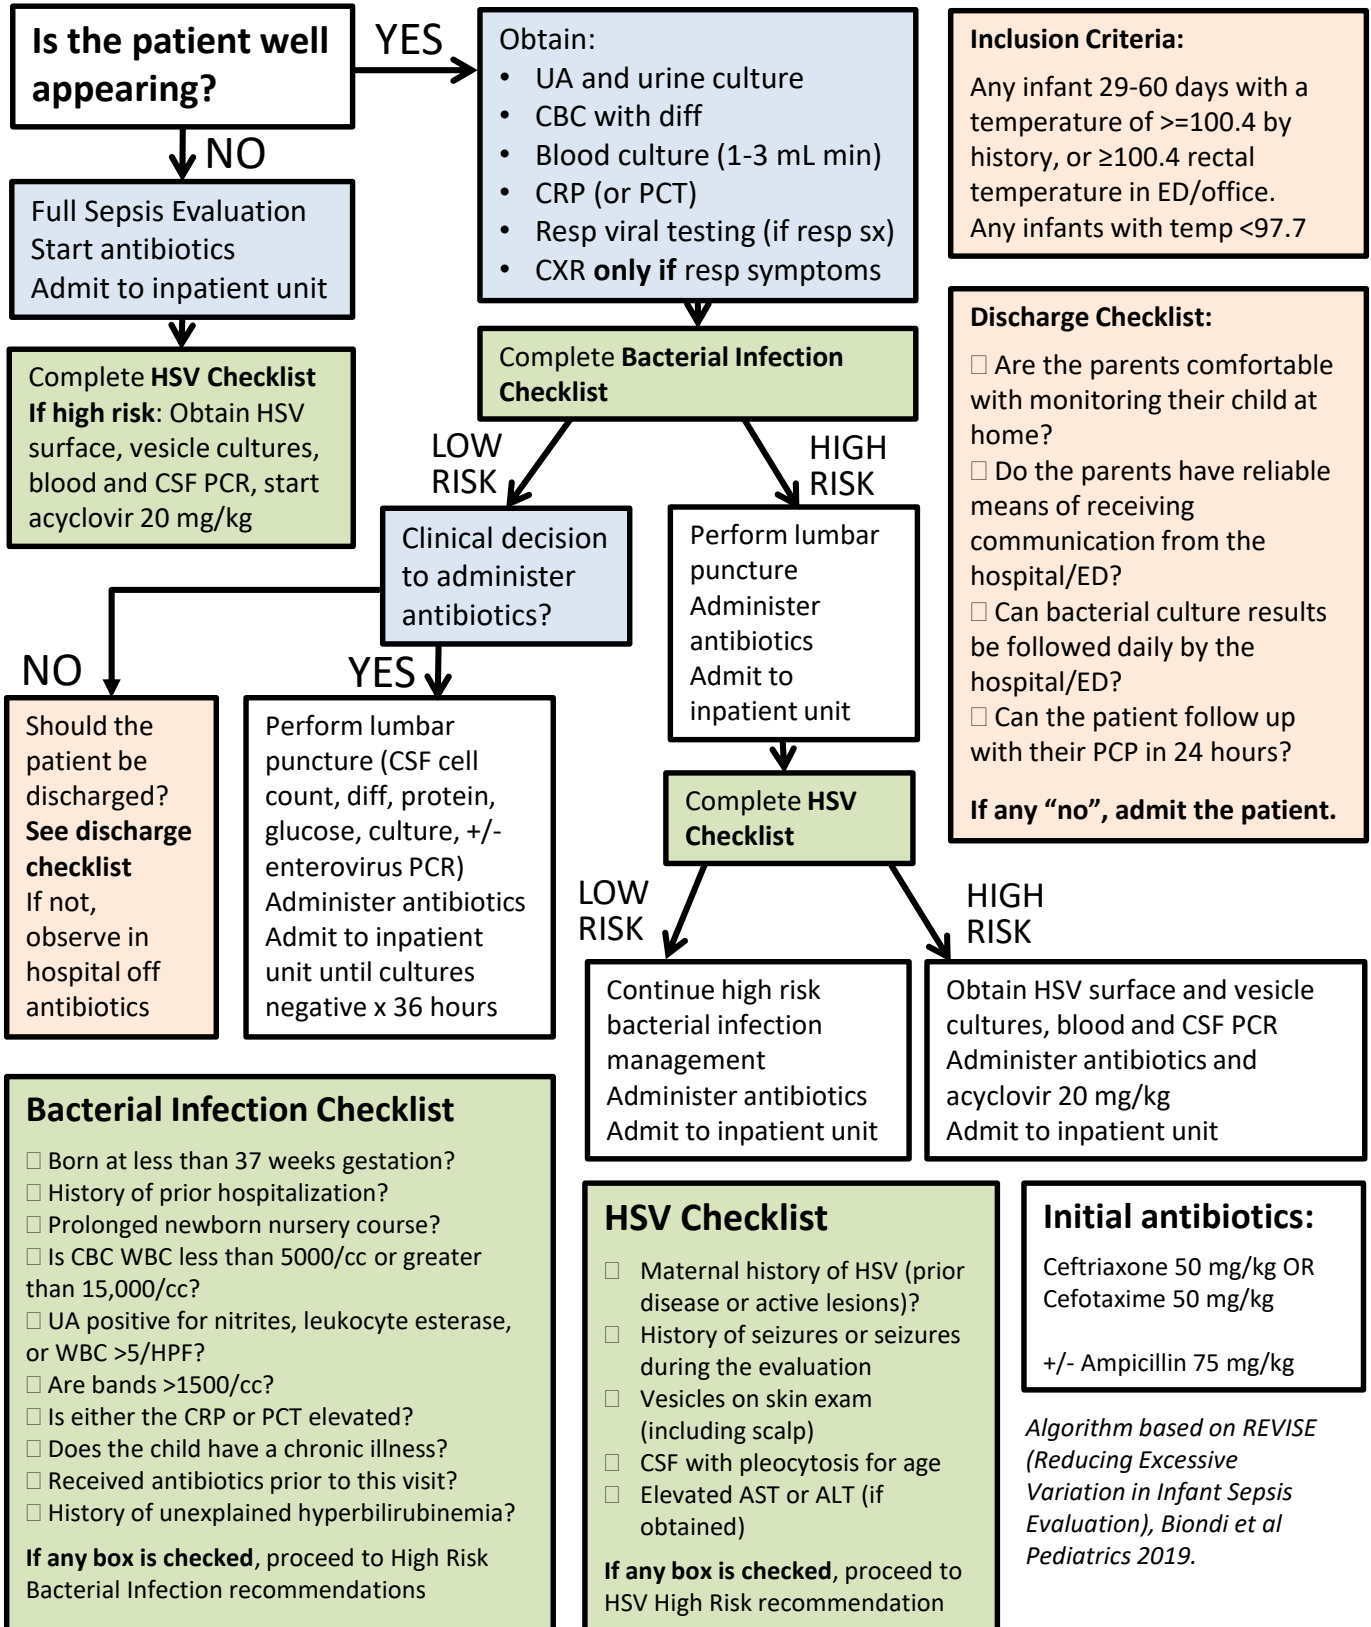 Is the patient well
appearing?
YES
NO
Obtain:
• UA and urine culture
• CBC with diff
• Blood culture (1-3 mL min)
• CRP (or PCT)
• Resp viral testing (if resp sx)
• CXR only if resp symptoms
Inclusion Criteria:
Any infant 29-60 days with a
temperature of >=100.4 by
history, or ≥100.4 rectal
temperature in ED/office.
Any infants with temp <97.7
Full Sepsis Evaluation
Start antibiotics
Admit to inpatient unit
Complete HSV Checklist
If high risk: Obtain HSV
surface, vesicle cultures,
blood and CSF PCR, start
acyclovir 20 mg/kg
Complete Bacterial Infection
Checklist
LOW
RISK
HIGH
RISK
Clinical decision
to administer
antibiotics?
Perform lumbar
puncture
Administer
antibiotics
Admit to
inpatient unit
Discharge Checklist:
□ Are the parents comfortable
with monitoring their child at
home?
□ Do the parents have reliable
means of receiving
communication from the
hospital/ED?
□ Can bacterial culture results
be followed daily by the
hospital/ED?
□ Can the patient follow up
with their PCP in 24 hours?
If any “no”, admit the patient.
NO
YES
Should the
patient be
discharged?
See discharge
checklist
If not,
observe in
hospital off
antibiotics
Perform lumbar
puncture (CSF cell
count, diff, protein,
glucose, culture, +/-
enterovirus PCR)
Administer antibiotics
Admit to inpatient
unit until cultures
negative x 36 hours
Complete HSV
Checklist
LOW
RISK
HIGH
RISK
Continue high risk
bacterial infection
management
Administer antibiotics
Admit to inpatient unit
Obtain HSV surface and vesicle
cultures, blood and CSF PCR
Administer antibiotics and
acyclovir 20 mg/kg
Admit to inpatient unit
Bacterial Infection Checklist
□ Born at less than 37 weeks gestation?
□ History of prior hospitalization?
□ Prolonged newborn nursery course?
□ Is CBC WBC less than 5000/cc or greater
than 15,000/cc?
□ UA positive for nitrites, leukocyte esterase,
or WBC >5/HPF?
□ Are bands >1500/cc?
□ Is either the CRP or PCT elevated?
□ Does the child have a chronic illness?
□ Received antibiotics prior to this visit?
□ History of unexplained hyperbilirubinemia?
If any box is checked, proceed to High Risk
Bacterial Infection recommendations
HSV Checklist
□ Maternal history of HSV (prior
disease or active lesions)?
□ History of seizures or seizures
during the evaluation
□ Vesicles on skin exam
(including scalp)
□ CSF with pleocytosis for age
□ Elevated AST or ALT (if
obtained)
If any box is checked, proceed to
HSV High Risk recommendation
Initial antibiotics:
Ceftriaxone 50 mg/kg OR
Cefotaxime 50 mg/kg
+/- Ampicillin 75 mg/kg
Algorithm based on REVISE
(Reducing Excessive
Variation in Infant Sepsis
Evaluation), Biondi et al
Pediatrics 2019.